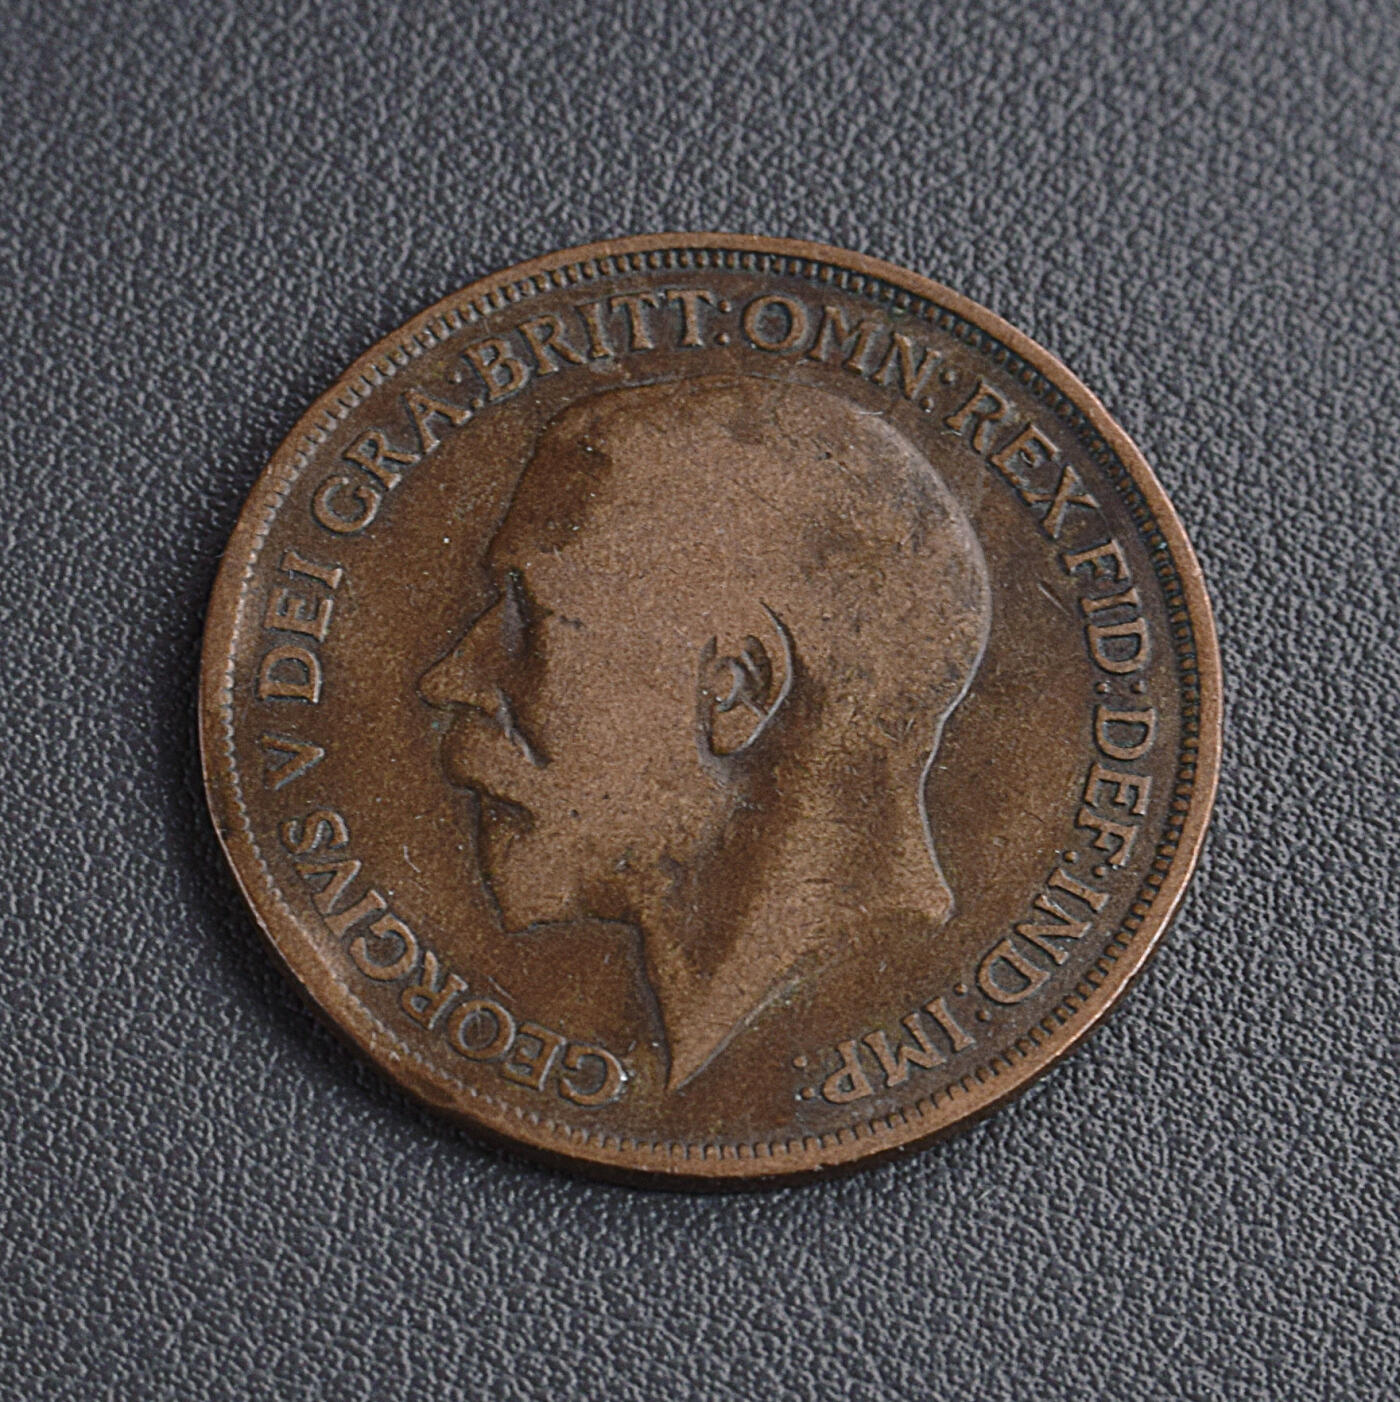 GEORGIVS V DEI GRA: BRITT: OMN: REX FID: DEF: IND: IMP: